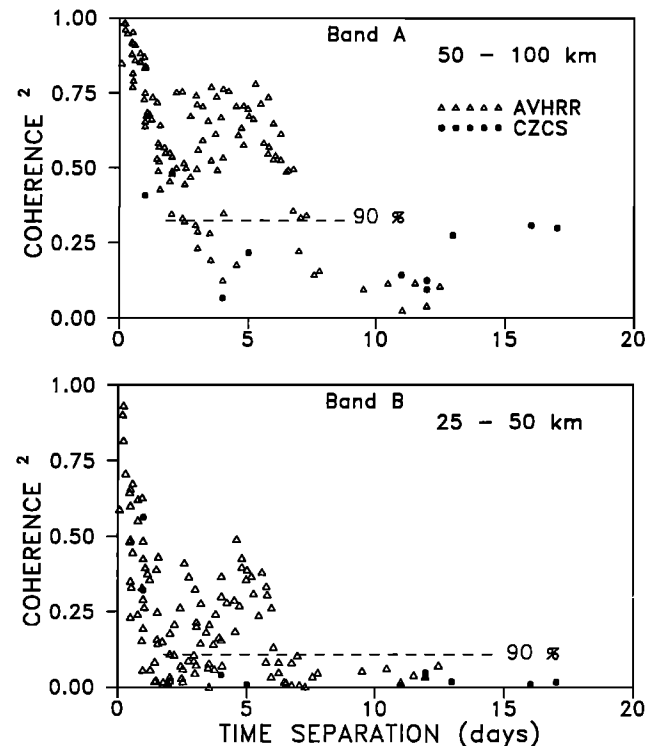 1.00
0.75
0.50
0.25
0.00
COHERENCE 2
Band A
50 - 100 km
AVHRR
CZCS
90 %
0 5 10 15 20
1.00
0.75
0.50
0.25
0.00
COHERENCE 2
Band B
25 - 50 km
90 %
0 5 10 15 20
TIME SEPARATION (days)